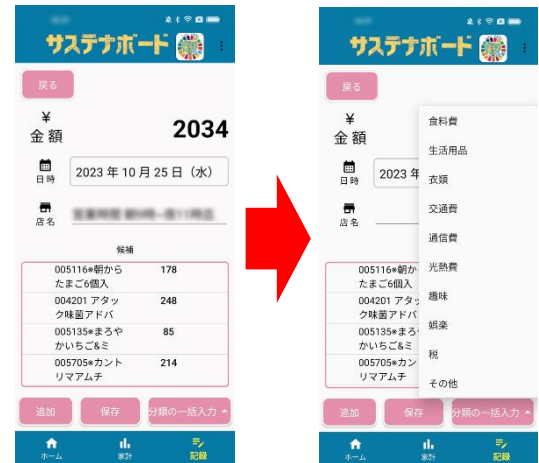 サステナボード
戻る
¥
金額
2034
日時
2023 年 10 月 25 日（水）
店名
候補
005116※朝から
たまご6個入
178
004201 アタッ
ク味菌アドバ
248
005135※まろや
かいちご&ミ
85
005705※カント
リマアムチ
214
追加
保存
分類の一括入力
ホーム
家計
記録
サステナボード
戻る
¥
金額
日時
2023 年
店名
005116※朝か
たまご6個入
004201 アタッ
ク味菌アドバ
005135※まろ
かいちご&ミ
005705※カン
リマアムチ
食料費
生活用品
衣類
交通費
通信費
光熱費
趣味
娯楽
税
その他
追加
保存
分類の一括入力
ホーム
家計
記録